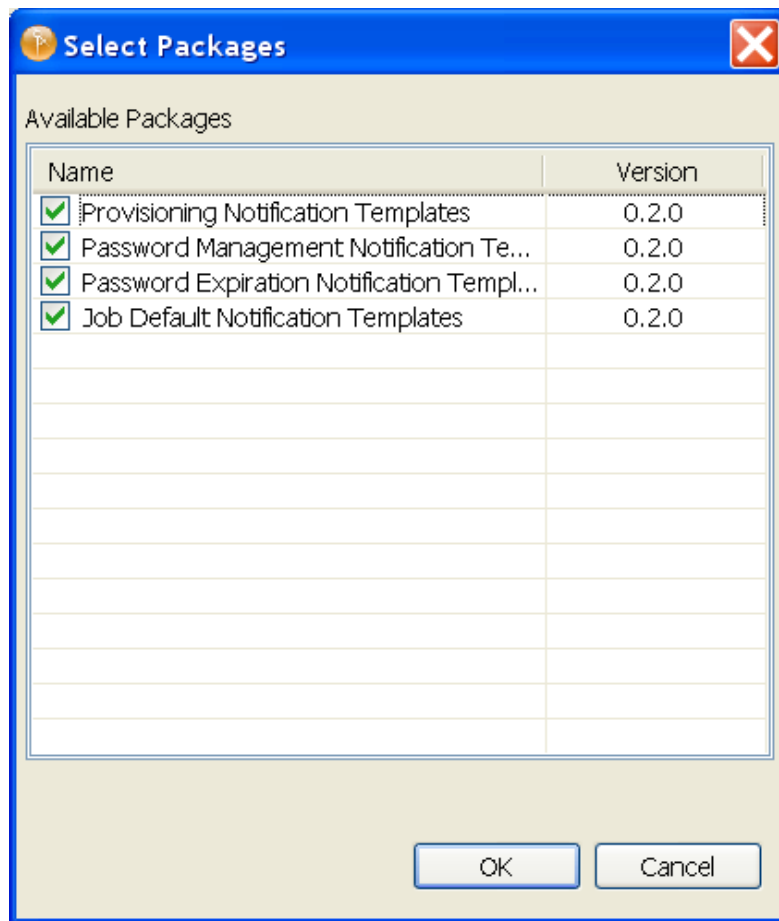 Select Packages
Available Packages
Name Version
Provisioning Notification Templates 0.2.0
Password Management Notification Te... 0.2.0
Password Expiration Notification Templ... 0.2.0
Job Default Notification Templates 0.2.0
OK Cancel